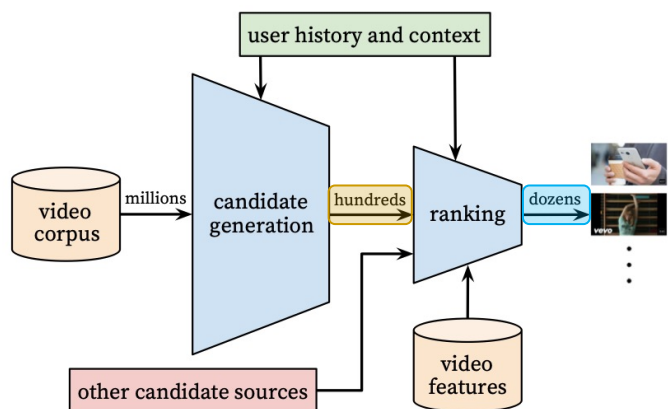 user history and context
millions
hundreds
dozens
video
corpus
candidate
generation
ranking
vevo
video
features
other candidate sources